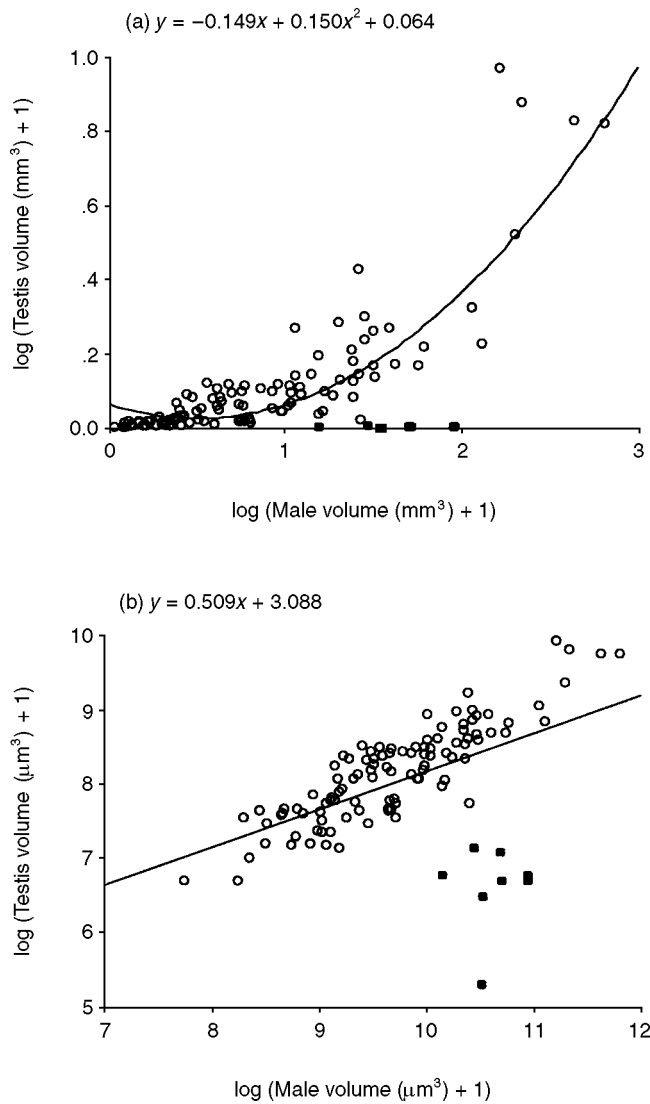 (a) y = −0.149x + 0.150x² + 0.064
1.0
.8
.6
.4
.2
0.0
0 1 2 3
log (Testis volume (mm³) + 1)
log (Male volume (mm³) + 1)
(b) y = 0.509x + 3.088
10
9
8
7
6
5
7 8 9 10 11 12
log (Testis volume (μm³) + 1)
log (Male volume (μm³) + 1)